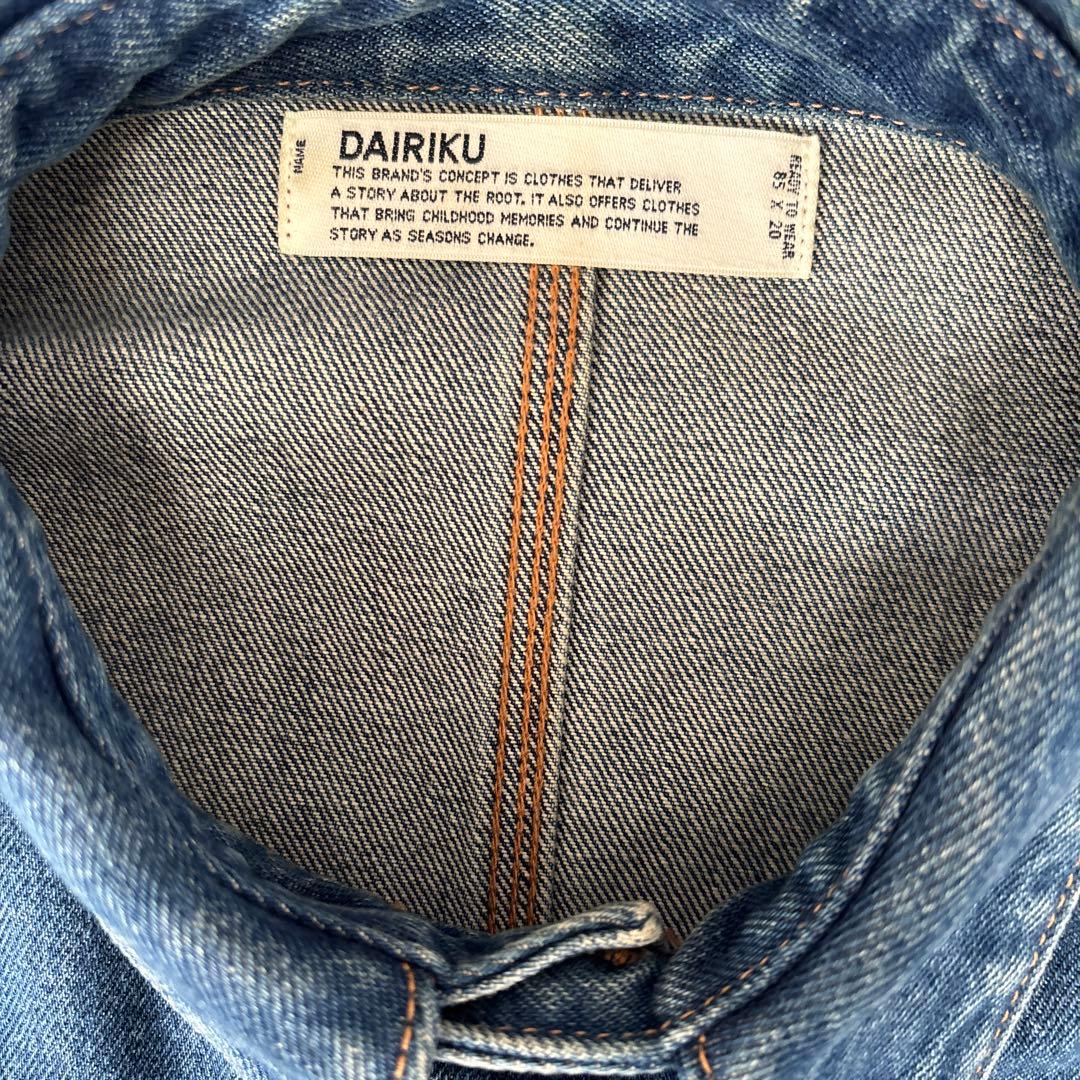 NAME
DAIRIKU
THIS BRAND'S CONCEPT IS CLOTHES THAT DELIVER
A STORY ABOUT THE ROOT. IT ALSO OFFERS CLOTHES
THAT BRING CHILDHOOD MEMORIES AND CONTINUE THE
STORY AS SEASONS CHANGE.
READY TO WEAR
85 X 20